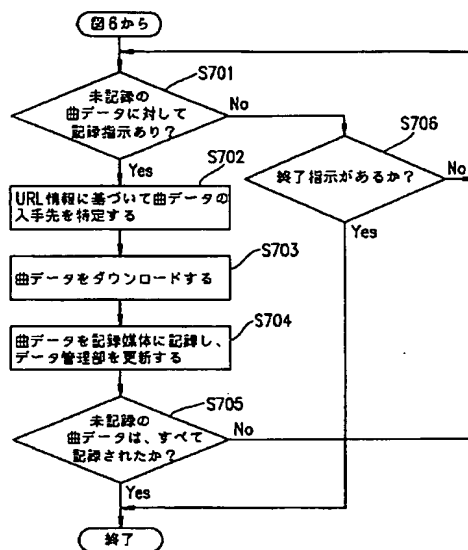 図6から
S701
未記録の
曲データに対して
記録指示あり?
No
Yes
S706
終了指示があるか?
No
Yes
S702
URL情報に基づいて曲データの
入手先を特定する
S703
曲データをダウンロードする
S704
曲データを記録媒体に記録し、
データ管理部を更新する
S705
未記録の
曲データは、すべて
記録されたか?
No
Yes
終了